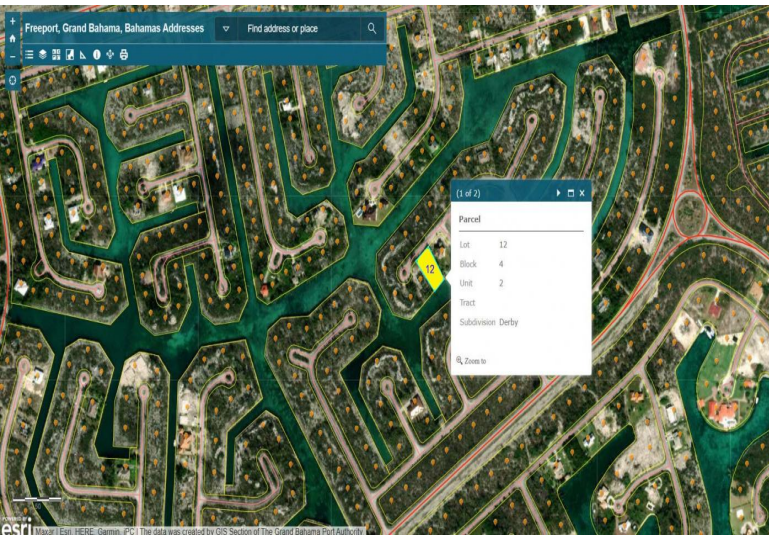 Freeport, Grand Bahama, Bahamas Addresses
Find address or place
(1 of 2)
Parcel
Lot 12
Block 4
Unit 2
Tract
Subdivision Derby
Zoom to
12
POWERED BY
esri
Maxar | Esri, HERE, Garmin, iPC | The data was created by GIS Section of The Grand Bahama Port Authority